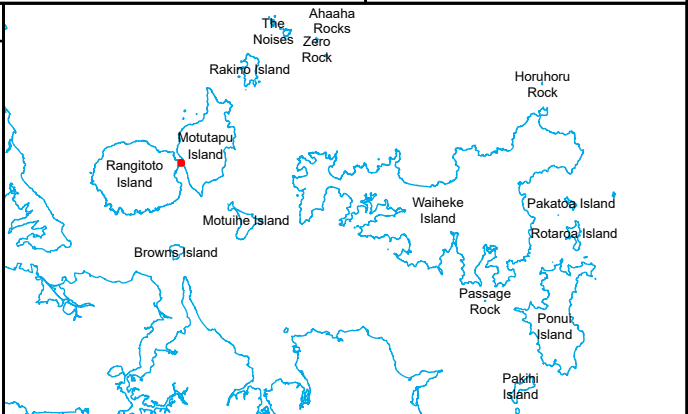 The
Noises
Ahaaha
Rocks
Zero
Rock
Rakino Island
Horuhoru
Rock
Motutapu
Island
Rangitoto
Island
Waiheke
Island
Pakatoa Island
Motuihe Island
Rotaroa Island
Browns Island
Passage
Rock
Ponui
Island
Pakihi
Island